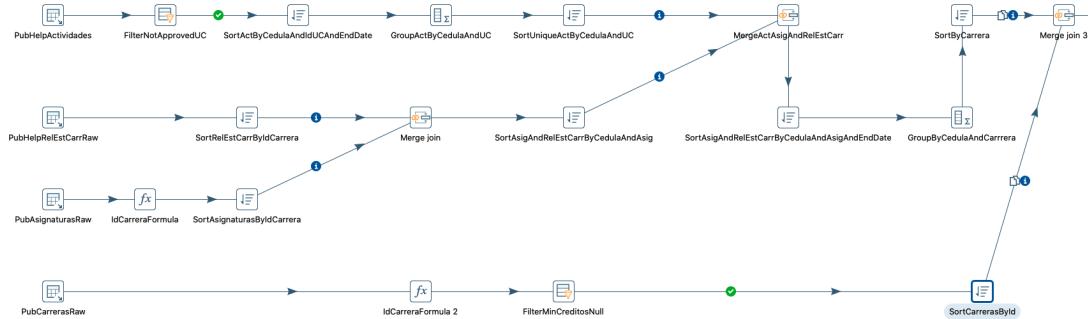 PubHelpActividades
FilterNotApprovedUC
SortActByCedulaAndIdUCAndEndDate
GroupActByCedulaAndUC
SortUniqueActByCedulaAndUC
MergeActAsigAndRelEstCarr
SortByCarrera
Merge join 3
PubHelpRelEstCarrRaw
SortRelEstCarrByIdCarrera
Merge join
SortAsigAndRelEstCarrByCedulaAndAsig
SortAsigAndRelEstCarrByCedulaAndAsigAndEndDate
GroupByCedulaAndCarrrera
PubAsignaturasRaw
IdCarreraFormula
SortAsignaturasByIdCarrera
PubCarrerasRaw
IdCarreraFormula 2
FilterMinCreditosNull
SortCarrerasById